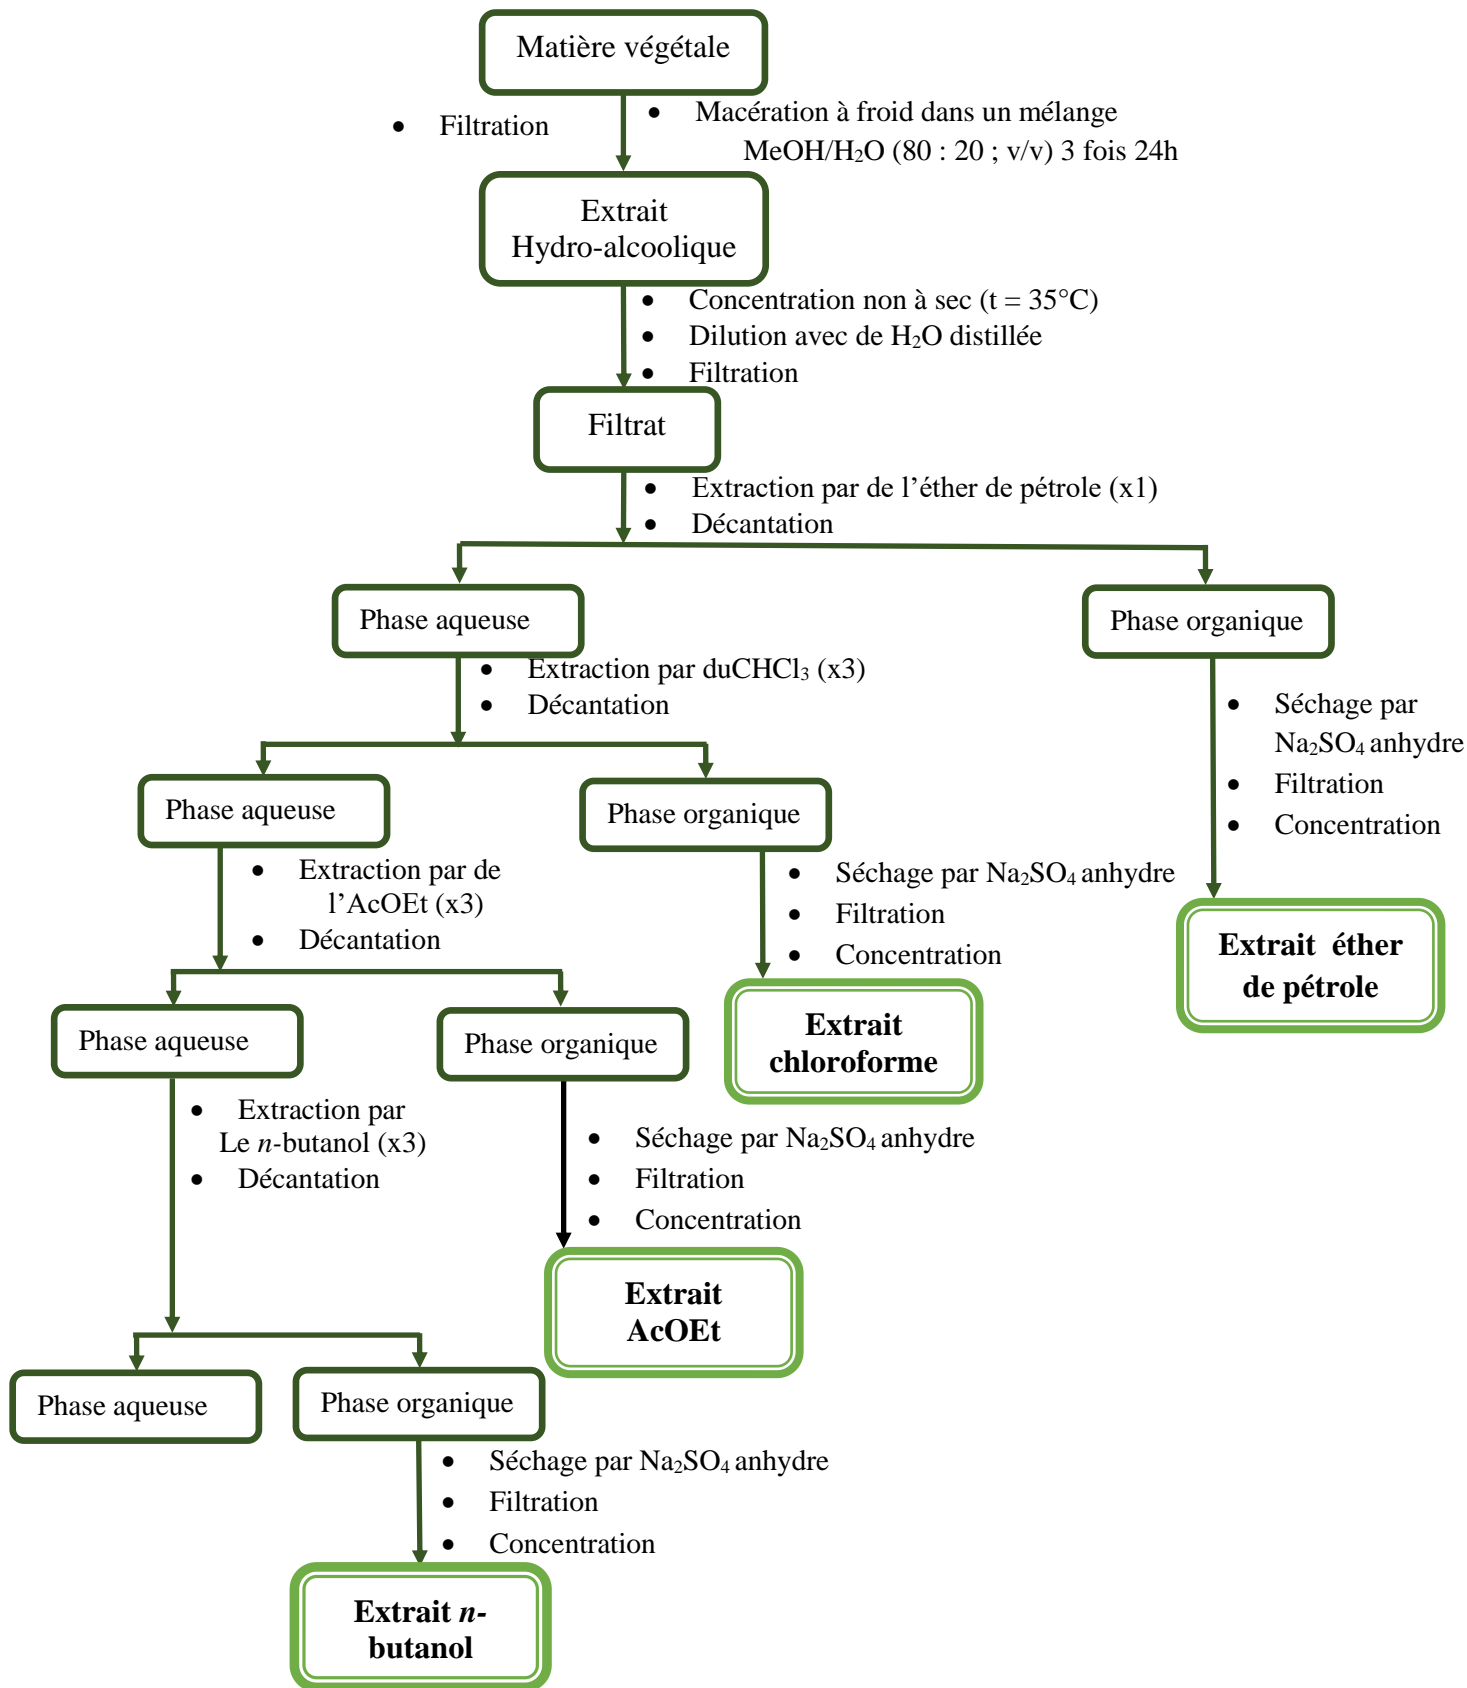 Matière végétale
• Filtration
• Macération à froid dans un mélange
MeOH/H₂O (80 : 20 ; v/v) 3 fois 24h
Extrait
Hydro-alcoolique
• Concentration non à sec (t = 35°C)
• Dilution avec de H₂O distillée
• Filtration
Filtrat
• Extraction par de l’éther de pétrole (x1)
• Décantation
Phase aqueuse
Phase organique
• Extraction par duCHCl₃ (x3)
• Décantation
• Séchage par
Na₂SO₄ anhydre
• Filtration
• Concentration
Phase aqueuse
Phase organique
• Extraction par de
l’AcOEt (x3)
• Décantation
• Séchage par Na₂SO₄ anhydre
• Filtration
• Concentration
Extrait éther
de pétrole
Phase aqueuse
Phase organique
Extrait
chloroforme
• Extraction par
Le n-butanol (x3)
• Décantation
• Séchage par Na₂SO₄ anhydre
• Filtration
• Concentration
Extrait
AcOEt
Phase aqueuse
Phase organique
• Séchage par Na₂SO₄ anhydre
• Filtration
• Concentration
Extrait n-
butanol